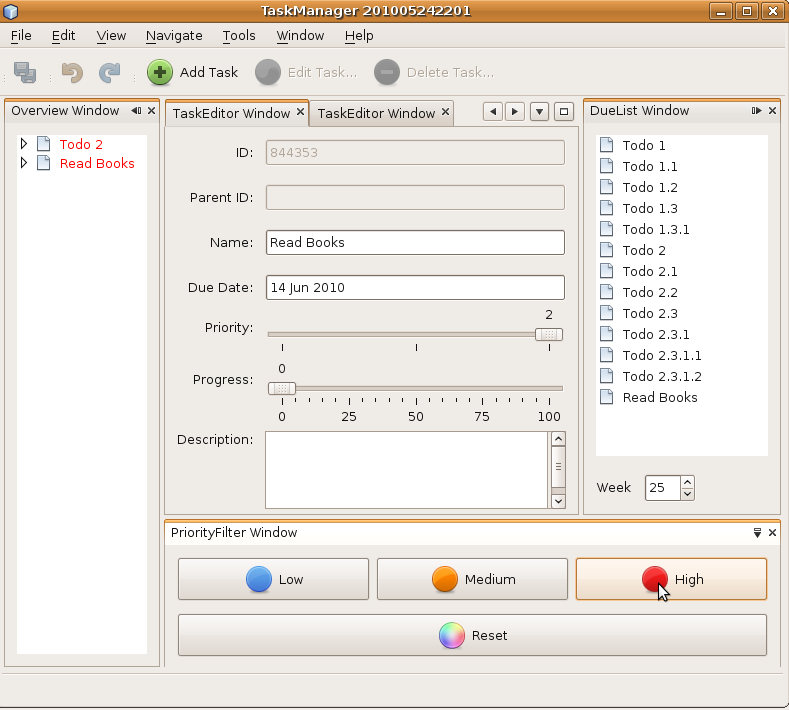 TaskManager 201005242201
File Edit View Navigate Tools Window Help
Add Task Edit Task... Delete Task...
Overview Window
Todo 2
Read Books
TaskEditor Window TaskEditor Window
ID: 844353
Parent ID:
Name: Read Books
Due Date: 14 Jun 2010
Priority: 2
Progress: 0
0 25 50 75 100
Description:
DueList Window
Todo 1
Todo 1.1
Todo 1.2
Todo 1.3
Todo 1.3.1
Todo 2
Todo 2.1
Todo 2.2
Todo 2.3
Todo 2.3.1
Todo 2.3.1.1
Todo 2.3.1.2
Read Books
Week 25
PriorityFilter Window
Low Medium High
Reset